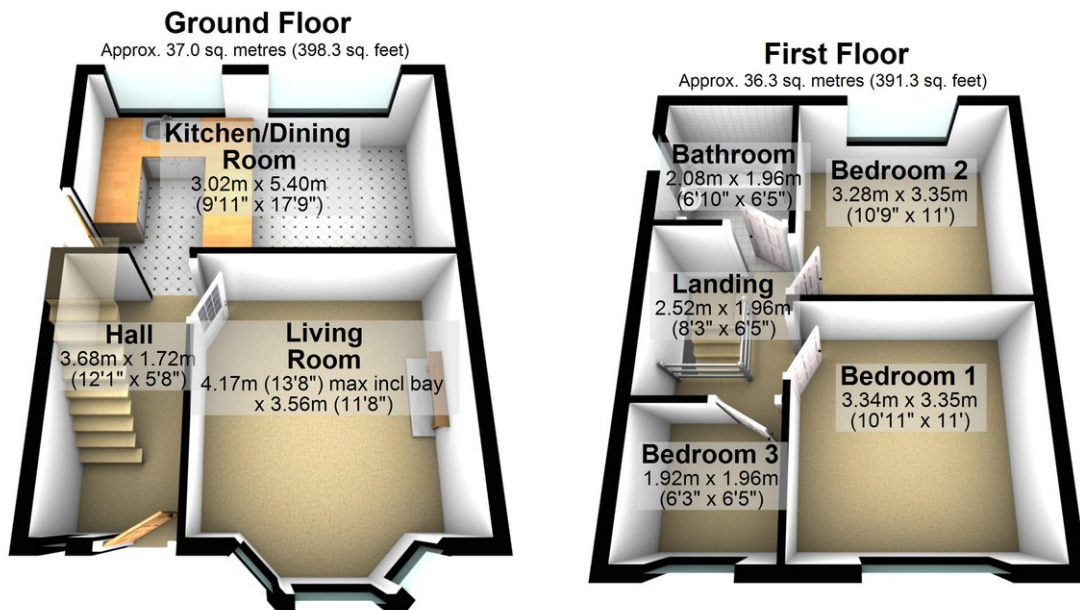 Ground Floor
Approx. 37.0 sq. metres (398.3 sq. feet)
Kitchen/Dining
Room
3.02m x 5.40m
(9'11" x 17'9")
Hall
3.68m x 1.72m
(12'1" x 5'8")
Living
Room
4.17m (13'8") max incl bay
x 3.56m (11'8")
First Floor
Approx. 36.3 sq. metres (391.3 sq. feet)
Bathroom
2.08m x 1.96m
(6'10" x 6'5")
Bedroom 2
3.28m x 3.35m
(10'9" x 11')
Landing
2.52m x 1.96m
(8'3" x 6'5")
Bedroom 1
3.34m x 3.35m
(10'11" x 11')
Bedroom 3
1.92m x 1.96m
(6'3" x 6'5")